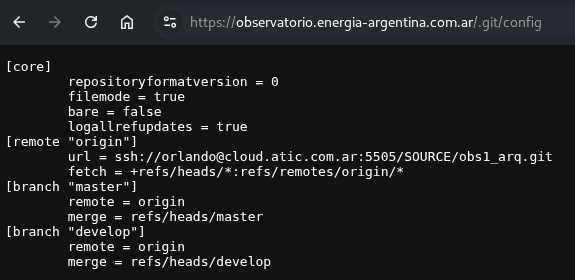 https://observatorio.energia-argentina.com.ar/.git/config
[core]
        repositoryformatversion = 0
        filemode = true
        bare = false
        logallrefupdates = true
[remote "origin"]
        url = ssh://orlando@cloud.atic.com.ar:5505/SOURCE/obs1_arq.git
        fetch = +refs/heads/*:refs/remotes/origin/*
[branch "master"]
        remote = origin
        merge = refs/heads/master
[branch "develop"]
        remote = origin
        merge = refs/heads/develop